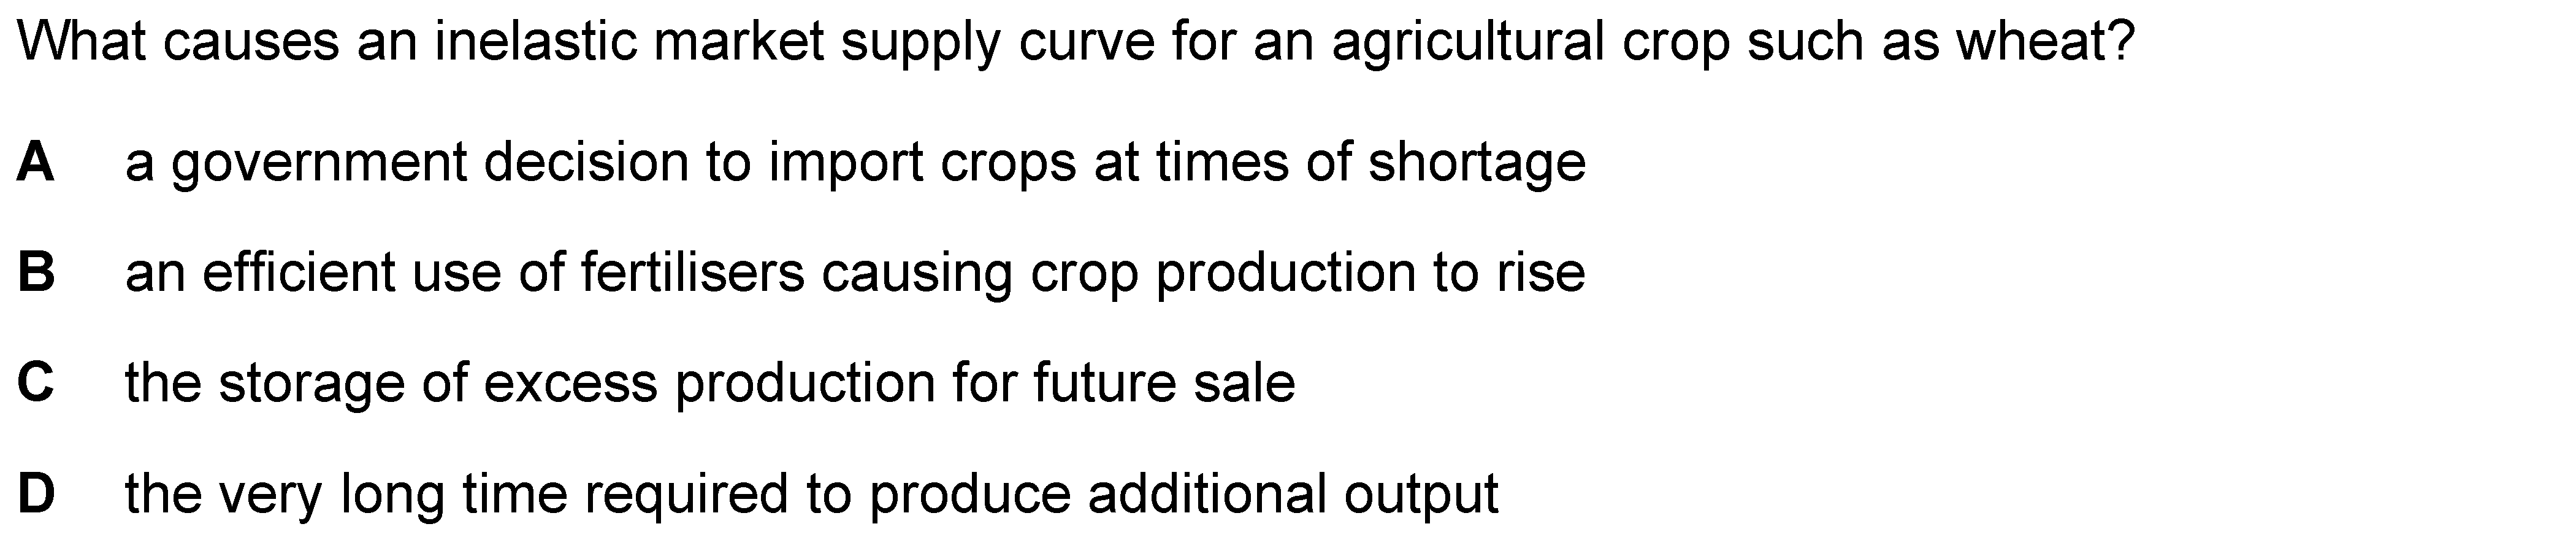 What causes an inelastic market supply curve for an agricultural crop such as wheat?
A a government decision to import crops at times of shortage
B an efficient use of fertilisers causing crop production to rise
C the storage of excess production for future sale
D the very long time required to produce additional output